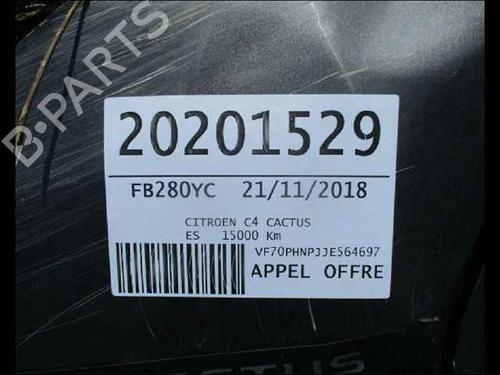 B-PARTS
20201529
FB280YC 21/11/2018
CITROEN C4 CACTUS
ES 15000 Km
VF70PHNPJJE564697
APPEL OFFRE